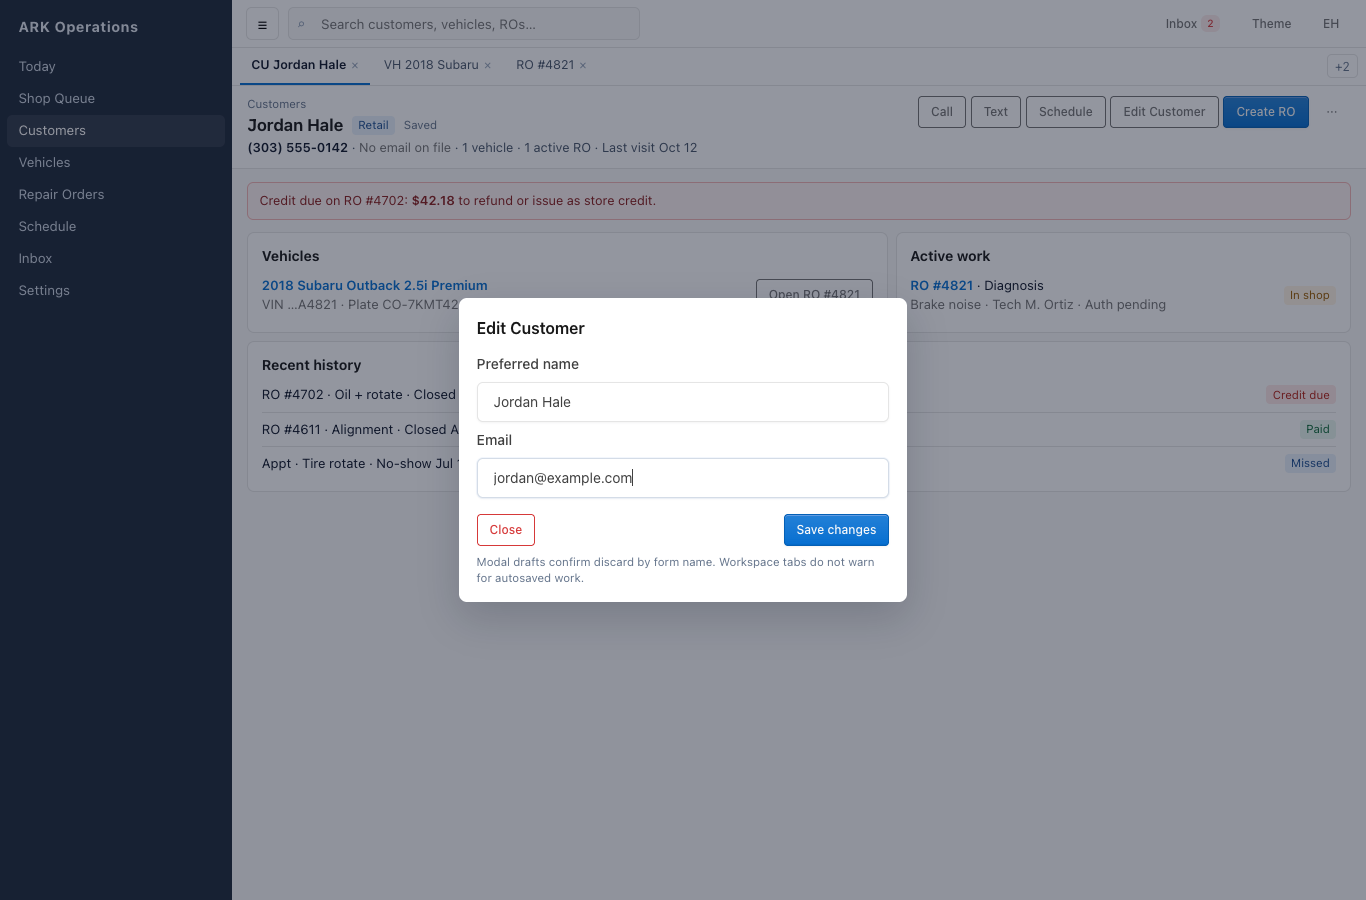 ARK Operations
Today
Shop Queue
Customers
Vehicles
Repair Orders
Schedule
Inbox
Settings
☰
Search customers, vehicles, ROs…
Inbox 2
Theme
EH
CU Jordan Hale ×
VH 2018 Subaru ×
RO #4821 ×
+2
Customers
Jordan Hale Retail Saved
(303) 555-0142 · No email on file · 1 vehicle · 1 active RO · Last visit Oct 12
Call
Text
Schedule
Edit Customer
Create RO
···
Credit due on RO #4702: $42.18 to refund or issue as store credit.
Vehicles
2018 Subaru Outback 2.5i Premium
VIN …A4821 · Plate CO-7KMT42
Open RO #4821
Active work
RO #4821 · Diagnosis
Brake noise · Tech M. Ortiz · Auth pending
In shop
Recent history
RO #4702 · Oil + rotate · Closed
Credit due
RO #4611 · Alignment · Closed A
Paid
Appt · Tire rotate · No-show Jul
Missed
Edit Customer
Preferred name
Jordan Hale
Email
jordan@example.com
Close
Save changes
Modal drafts confirm discard by form name. Workspace tabs do not warn
for autosaved work.